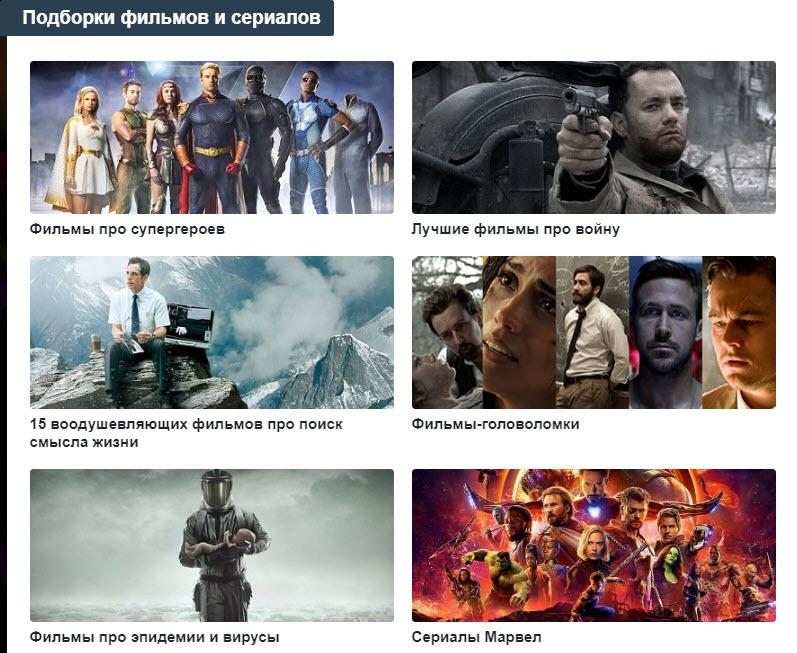 Подборки фильмов и сериалов
Фильмы про супергероев
Лучшие фильмы про войну
15 воодушевляющих фильмов про поиск
смысла жизни
Фильмы-головоломки
Фильмы про эпидемии и вирусы
Сериалы Марвел